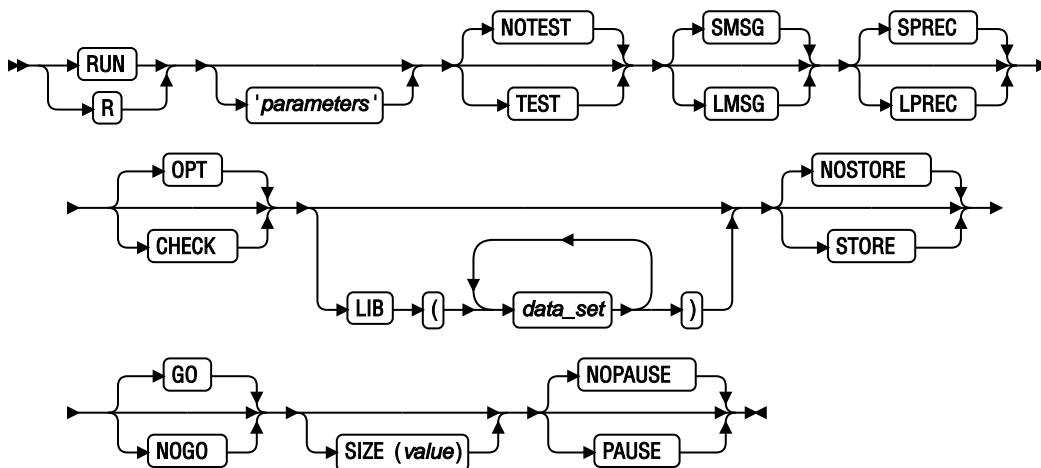 NOTEST SMSG SPREC
RUN
R 'parameters' TEST LMSG LPREC
OPT NOSTORE
CHECK STORE
LIB ( data_set )
GO NOPAUSE
NOGO SIZE (value) PAUSE